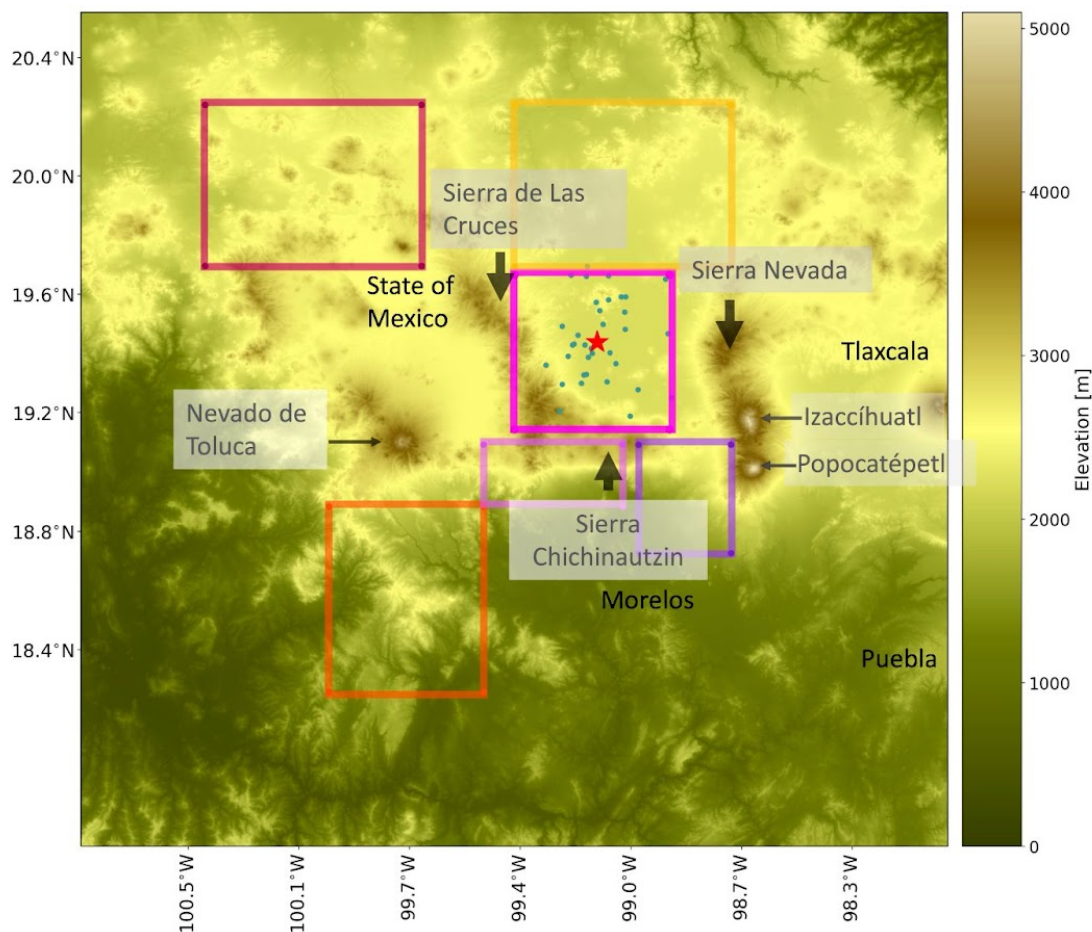 20.4°N
20.0°N
19.6°N
19.2°N
18.8°N
18.4°N
Sierra de Las
Cruces
State of
Mexico
Sierra Nevada
Tlaxcala
Nevado de
Toluca
Izaccíhuatl
Popocatépetl
Sierra
Chichinautzin
Morelos
Puebla
100.5°W
100.1°W
99.7°W
99.4°W
99.0°W
98.7°W
98.3°W
5000
4000
3000
2000
1000
0
Elevation [m]